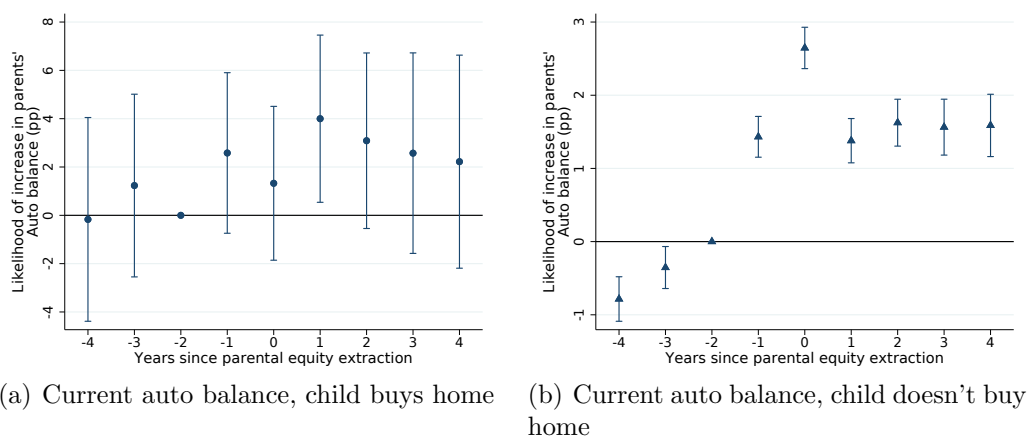 Likelihood of increase in parents'
Auto balance (pp)
8
6
4
2
0
-2
-4
-4 -3 -2 -1 0 1 2 3 4
Years since parental equity extraction
(a) Current auto balance, child buys home
Likelihood of increase in parents'
Auto balance (pp)
3
2
1
0
-1
-4 -3 -2 -1 0 1 2 3 4
Years since parental equity extraction
(b) Current auto balance, child doesn't buy
home